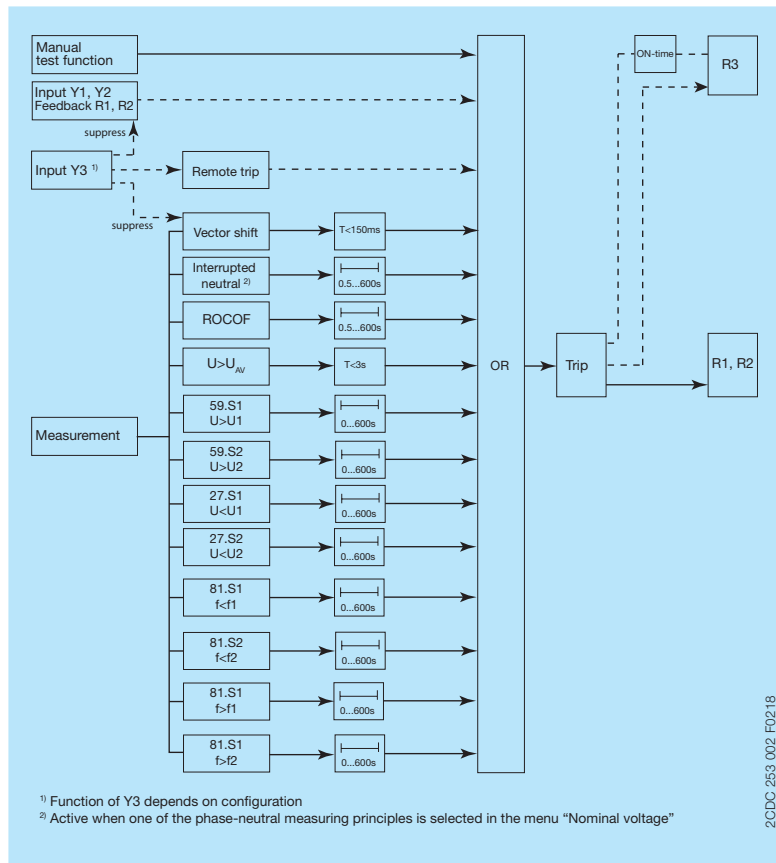 Manual
test function
Input Y1, Y2
Feedback R1, R2
suppress
Input Y3 1)
Remote trip
suppress
Vector shift
T<150ms
Interrupted
neutral 2)
0.5...600s
ROCOF
0.5...600s
U>UAV
T<3s
Measurement
59.S1
U>U1
0...600s
59.S2
U>U2
0...600s
27.S1
U<U1
0...600s
27.S2
U<U2
0...600s
81.S1
f<f1
0...600s
81.S2
f<f2
0...600s
81.S1
f>f1
0...600s
81.S1
f>f2
0...600s
OR
Trip
ON-time
R3
R1, R2
1) Function of Y3 depends on configuration
2) Active when one of the phase-neutral measuring principles is selected in the menu “Nominal voltage”
2CDC 253 002 F0218